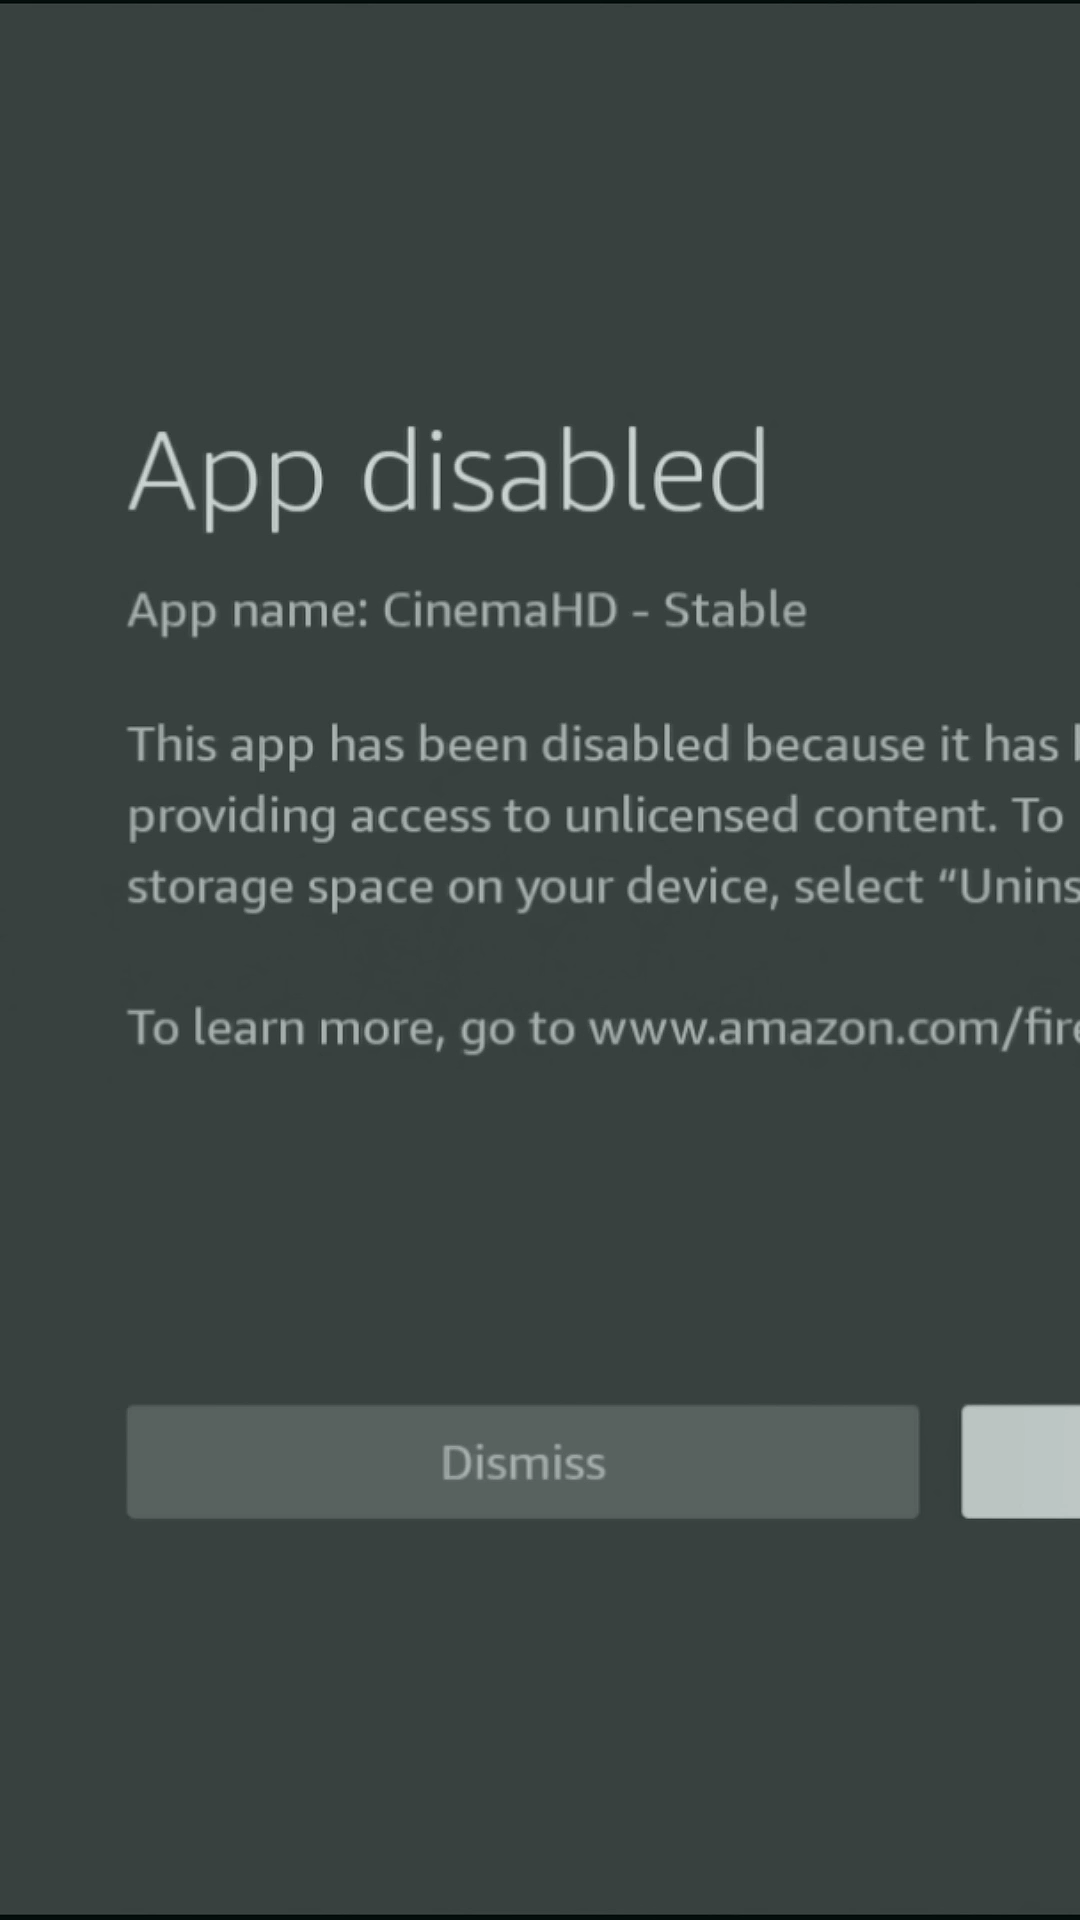 App disabled
App name: CinemaHD - Stable
This app has been disabled because it has
providing access to unlicensed content. To
storage space on your device, select “Unins
To learn more, go to www.amazon.com/fire
Dismiss